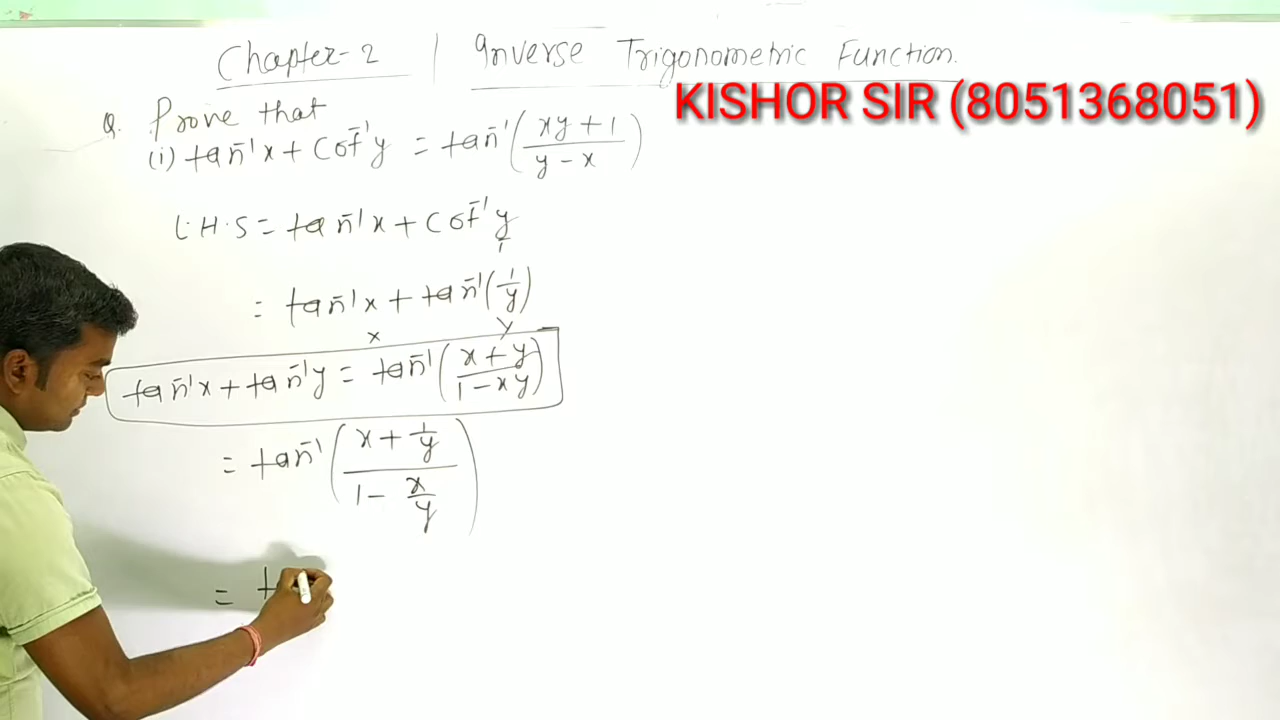 Chapter-2 | Inverse Trigonometric Function.
KISHOR SIR (8051368051)
Q. Prove that
(i) tan⁻¹x + Cot⁻¹y = tan⁻¹((xy + 1)/(y - x))
L.H.S = tan⁻¹x + Cot⁻¹y/1
= tan⁻¹x + tan⁻¹(1/y)
x y
tan⁻¹x + tan⁻¹y = tan⁻¹((x + y)/(1 - xy))
= tan⁻¹((x + 1/y)/(1 - x/y))
= t